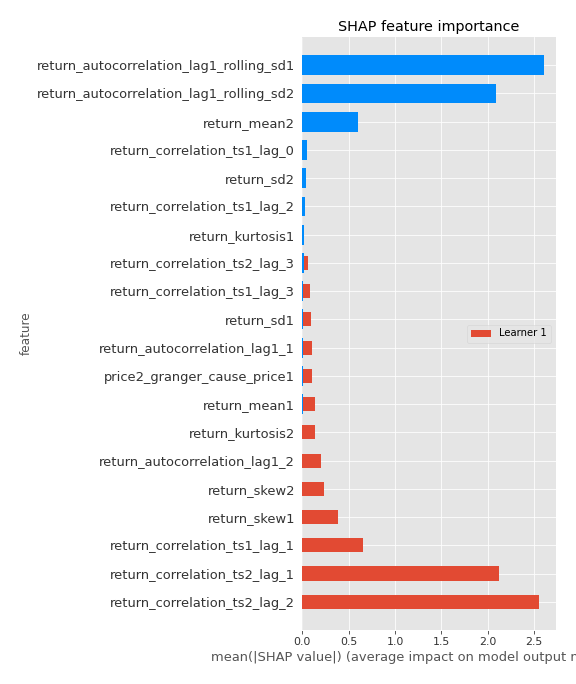 SHAP feature importance
return_autocorrelation_lag1_rolling_sd1
return_autocorrelation_lag1_rolling_sd2
return_mean2
return_correlation_ts1_lag_0
return_sd2
return_correlation_ts1_lag_2
return_kurtosis1
return_correlation_ts2_lag_3
return_correlation_ts1_lag_3
return_sd1
return_autocorrelation_lag1_1
price2_granger_cause_price1
return_mean1
return_kurtosis2
return_autocorrelation_lag1_2
return_skew2
return_skew1
return_correlation_ts1_lag_1
return_correlation_ts2_lag_1
return_correlation_ts2_lag_2
feature
Learner 1
0.0 0.5 1.0 1.5 2.0 2.5
mean(|SHAP value|) (average impact on model output